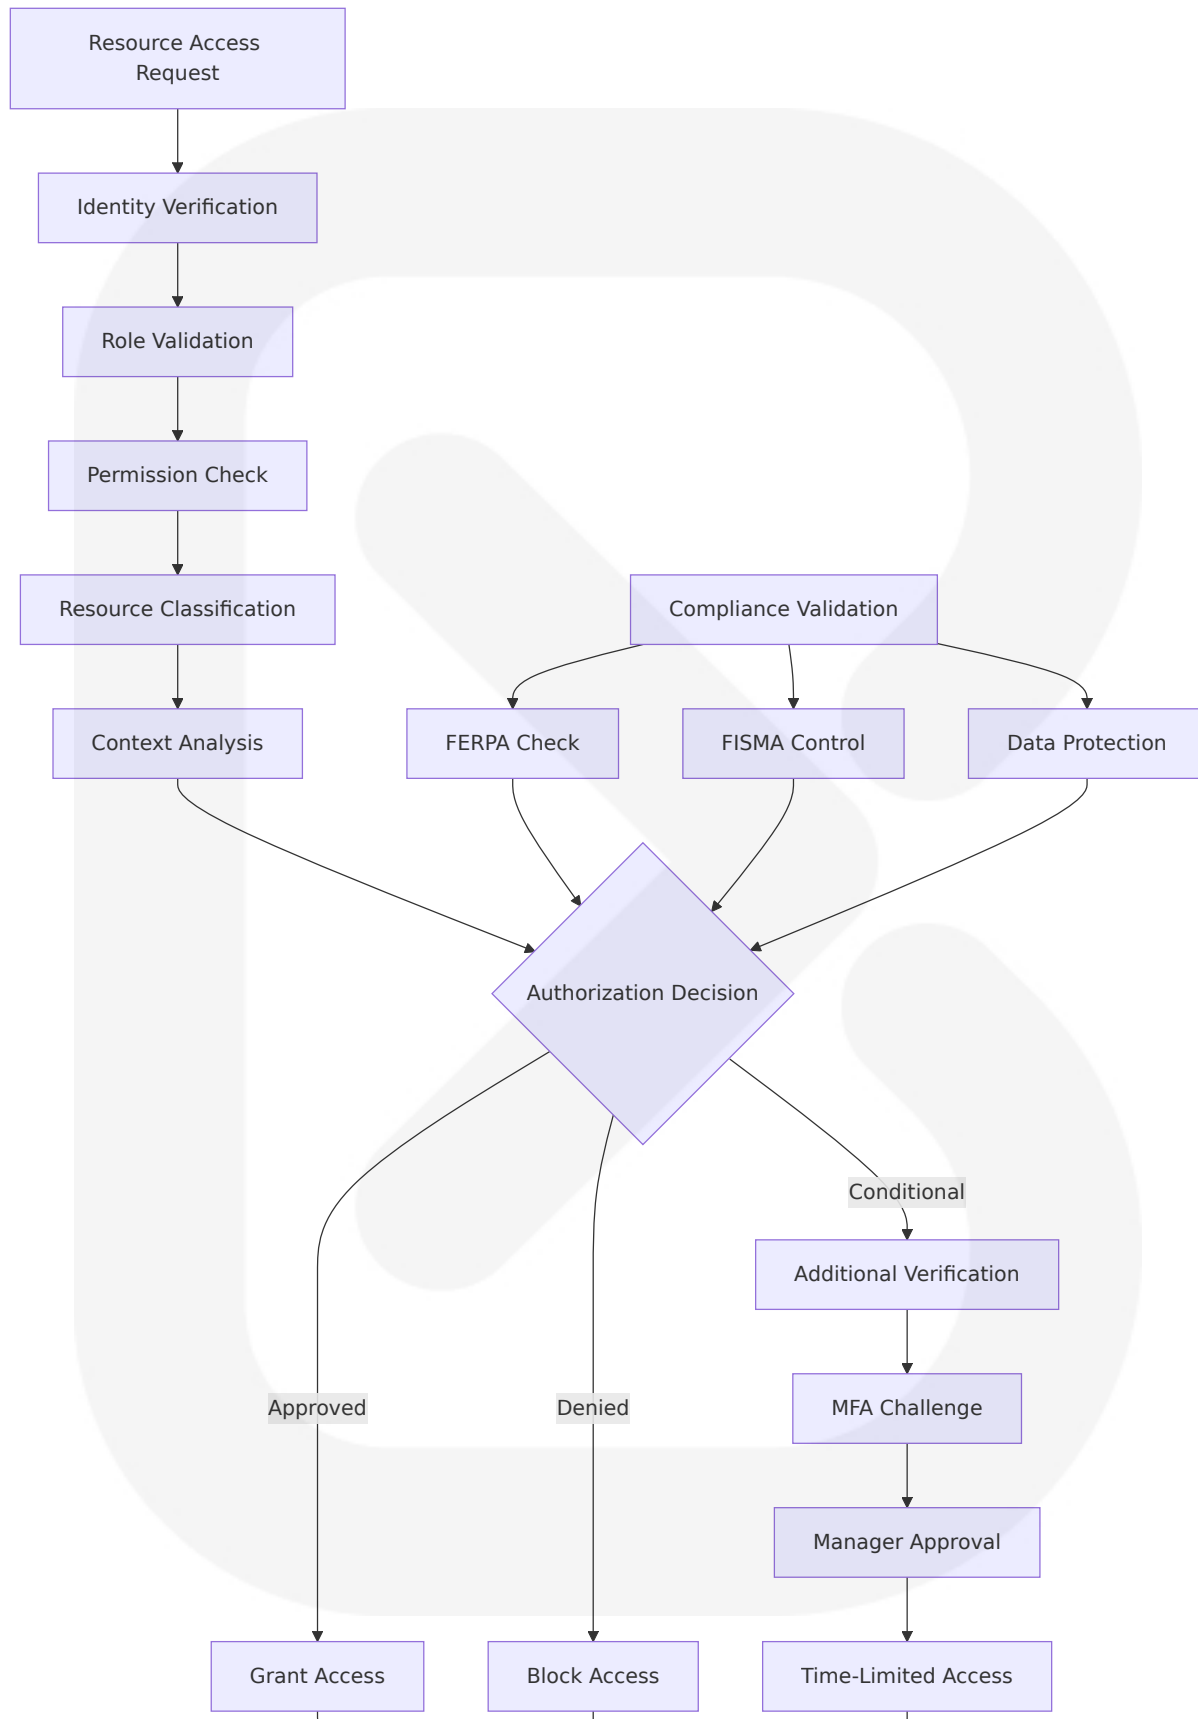 Resource Access
Request
Identity Verification
Role Validation
Permission Check
Resource Classification
Compliance Validation
Context Analysis
FERPA Check
FISMA Control
Data Protection
Authorization Decision
Conditional
Additional Verification
Approved
Denied
MFA Challenge
Manager Approval
Grant Access
Block Access
Time-Limited Access